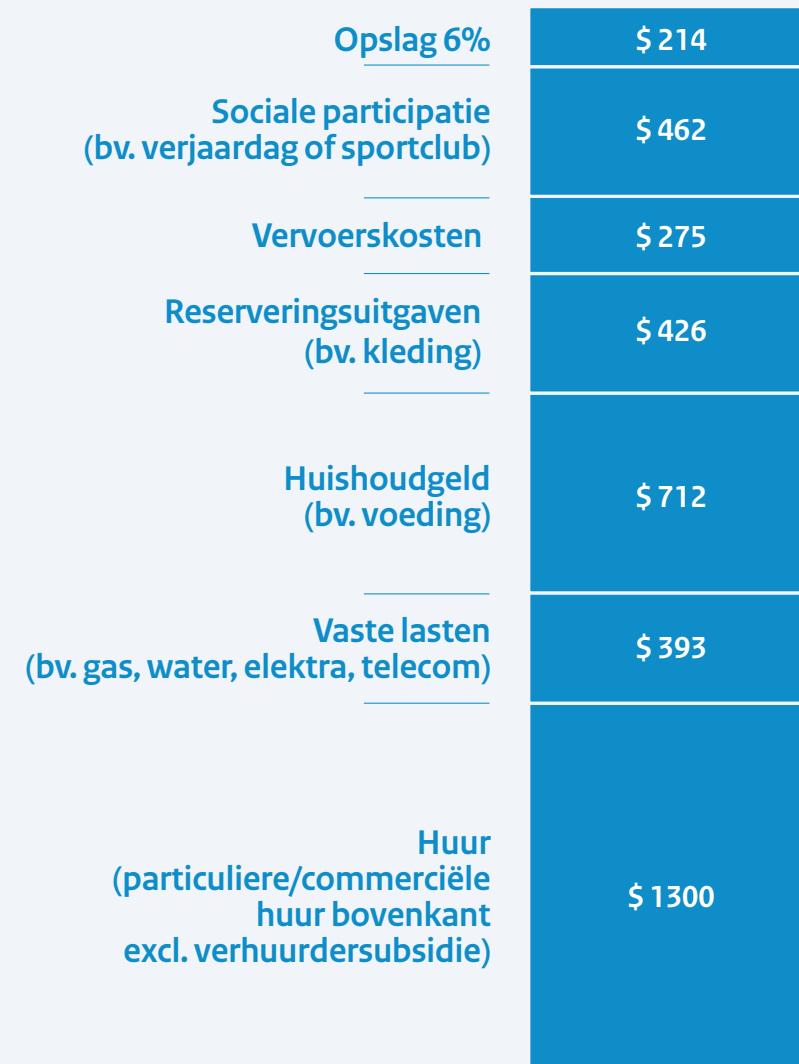 Opslag 6%
$ 214
Sociale participatie
(bv. verjaardag of sportclub)
$ 462
Vervoerskosten
$ 275
Reserveringsuitgaven
(bv. kleding)
$ 426
Huishoudgeld
(bv. voeding)
$ 712
Vaste lasten
(bv. gas, water, elektra, telecom)
$ 393
Huur
(particuliere/commerciële
huur bovenkant
excl. verhuurdersubsidie)
$ 1300